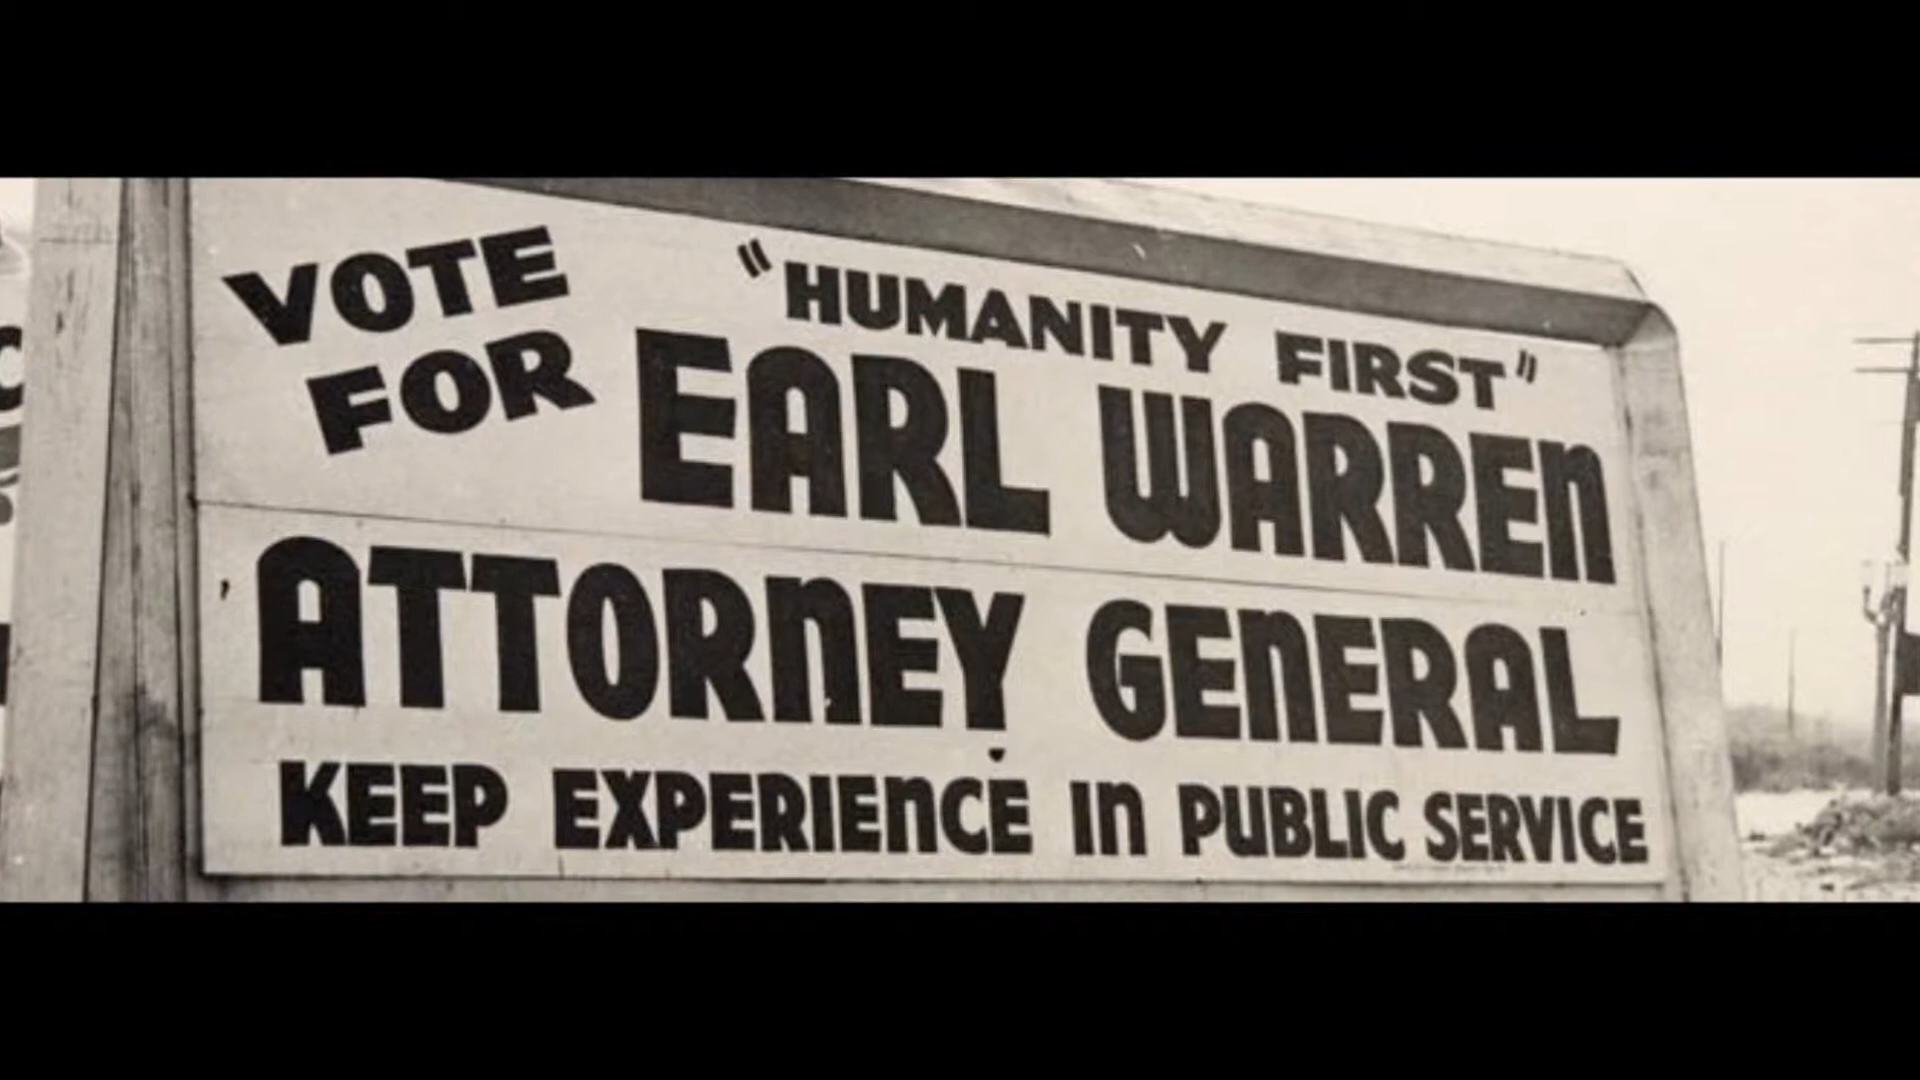 VOTE
FOR
"HUMANITY FIRST"
EARL WARREN
ATTORNEY GENERAL
KEEP EXPERIENCE IN PUBLIC SERVICE